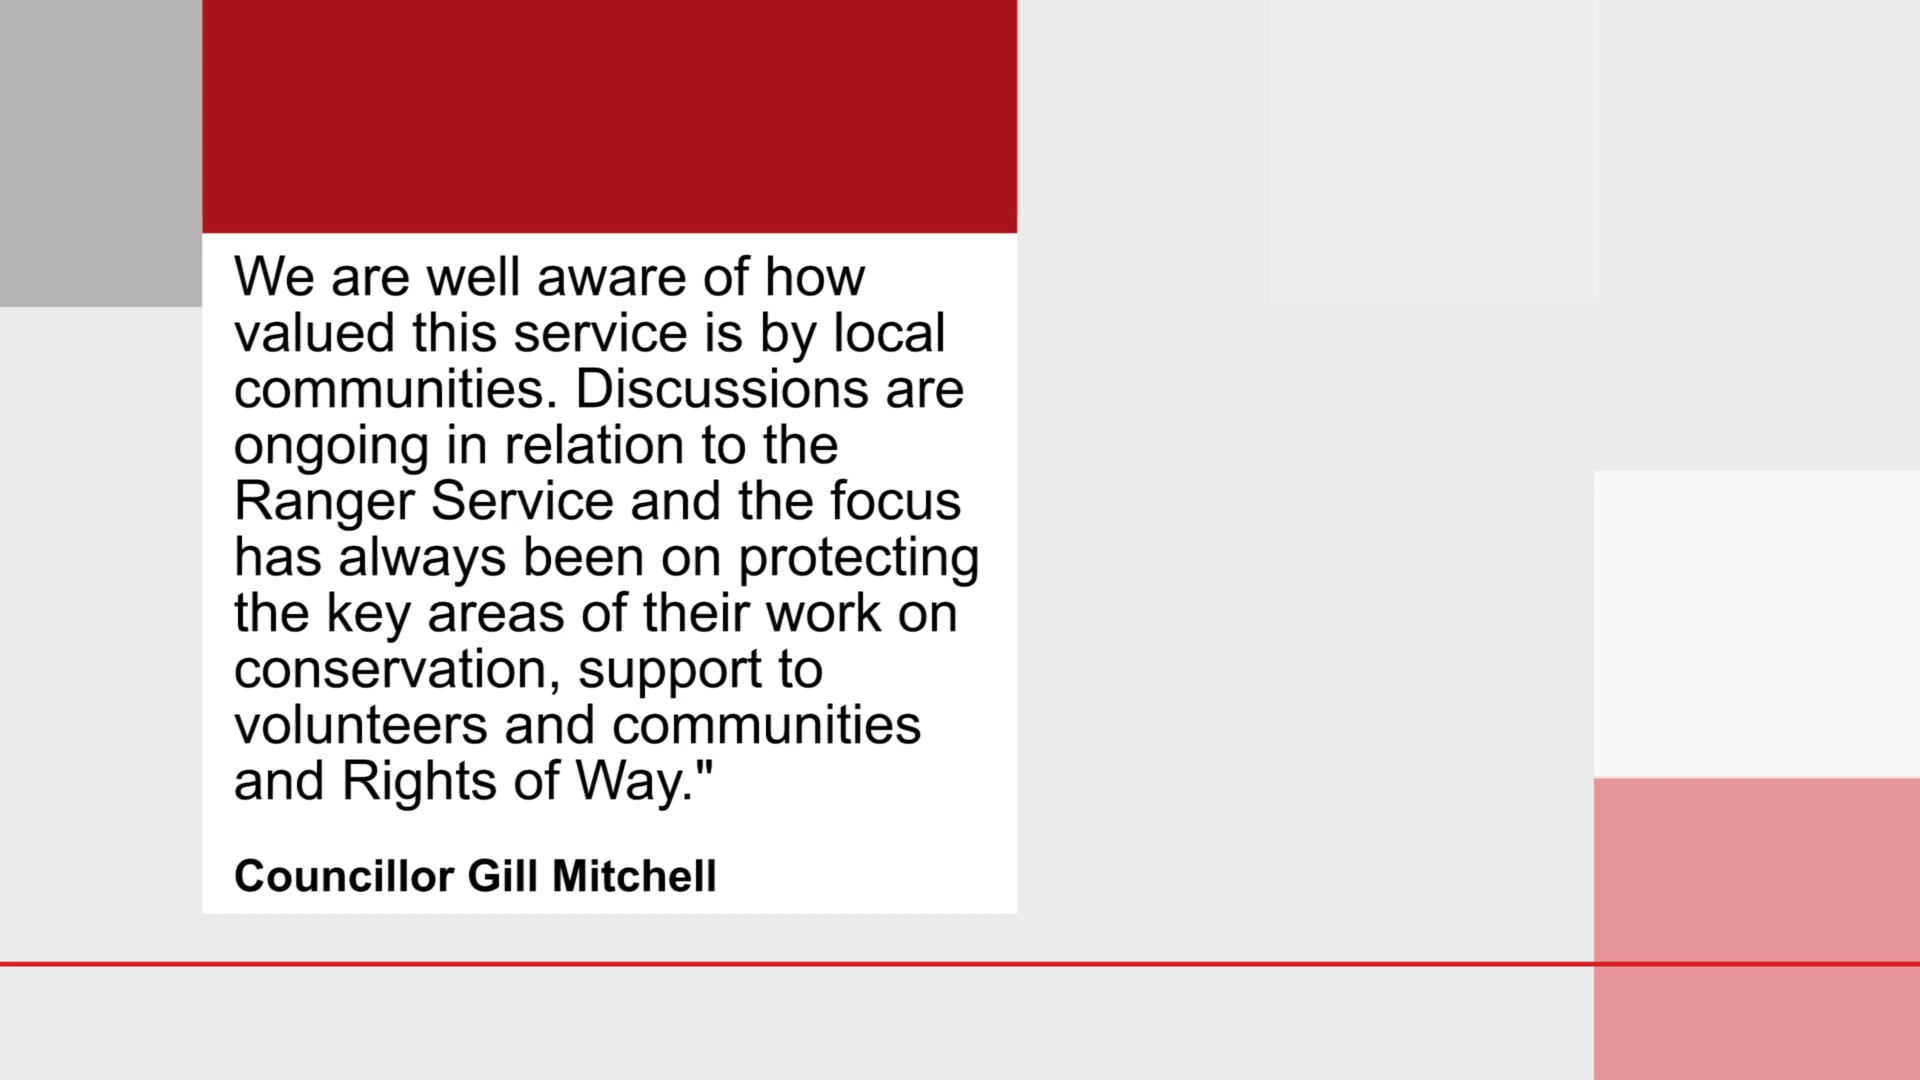 We are well aware of how
valued this service is by local
communities. Discussions are
ongoing in relation to the
Ranger Service and the focus
has always been on protecting
the key areas of their work on
conservation, support to
volunteers and communities
and Rights of Way."
Councillor Gill Mitchell